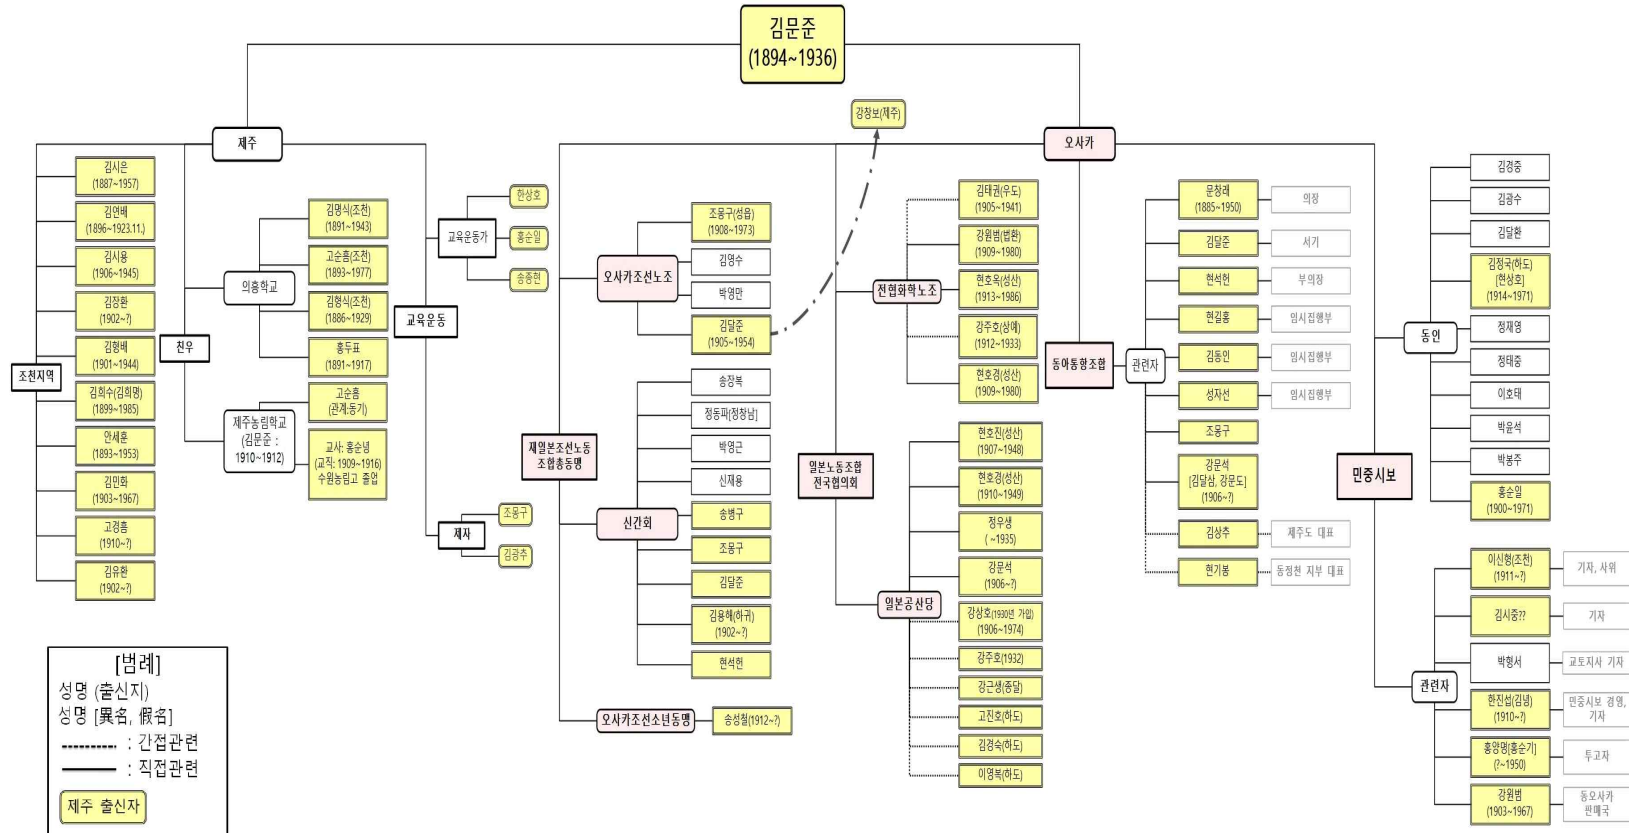 김문준
(1894~1936)
강창보(제주)
제주
오사카
조천지역
김시은
(1887~1957)
김연배
(1896~1923.11.)
김시용
(1906~1945)
김장환
(1902~?)
김형배
(1901~1944)
김희수(김희명)
(1899~1985)
안세훈
(1893~1953)
김민화
(1903~1967)
고경흠
(1910~?)
김유환
(1902~?)
친우
의흥학교
김명식(조천)
(1891~1943)
고순흠(조천)
(1893~1977)
김형식(조천)
(1886~1929)
홍두표
(1891~1917)
제주농림학교
(김문준 :
1910~1912)
고순흠
(관계:동기)
교사: 홍순녕
(교직: 1909~1916)
수원농림고 졸업
교육운동
교육운동가
한상호
홍순일
송종현
제자
조몽구
김광추
재일본조선노동
조합총동맹
오사카조선노조
조몽구(성읍)
(1908~1973)
김영수
박영만
김달준
(1905~1954)
신간회
송장복
정동파[정창남]
박영근
신재용
송병구
조몽구
김달준
김용해(하귀)
(1902~?)
현석헌
오사카조선소년동맹
송성철(1912~?)
일본노동조합
전국협의회
전협화학노조
김태권(우도)
(1905~1941)
강원범(법환)
(1909~1980)
현호옥(성산)
(1913~1986)
강주호(상예)
(1912~1933)
현호경(성산)
(1909~1980)
일본공산당
현호진(성산)
(1907~1948)
현호경(성산)
(1910~1949)
정우생
( ~1935)
강문석
(1906~?)
강상호(1930년 가입)
(1906~1974)
강주호(1932)
강근생(종달)
고진호(하도)
김경숙(하도)
이영복(하도)
동아통항조합
관련자
문창래
(1885~1950)
의장
김달준
서기
현석헌
부의장
현길홍
임시집행부
김동인
임시집행부
성자선
임시집행부
조몽구
강문석
[김달삼, 강문도]
(1906~?)
김상추
제주도 대표
현기봉
동정천 지부 대표
민중시보
동인
김경중
김광수
김달환
김정국(하도)
[현상호]
(1914~1971)
정재영
정태중
이호태
박윤석
박봉주
홍순일
(1900~1971)
관련자
이신형(조천)
(1911~?)
기자, 사위
김시중??
기자
박형서
교토지사 기자
한진섭(김녕)
(1910~?)
민중시보 경영,
기자
홍양명[홍순기]
(?~1950)
투고자
강원범
(1903~1967)
동오사카
판매국
[범례]
성명 (출신지)
성명 [異名, 假名]
: 간접관련
: 직접관련
제주 출신자